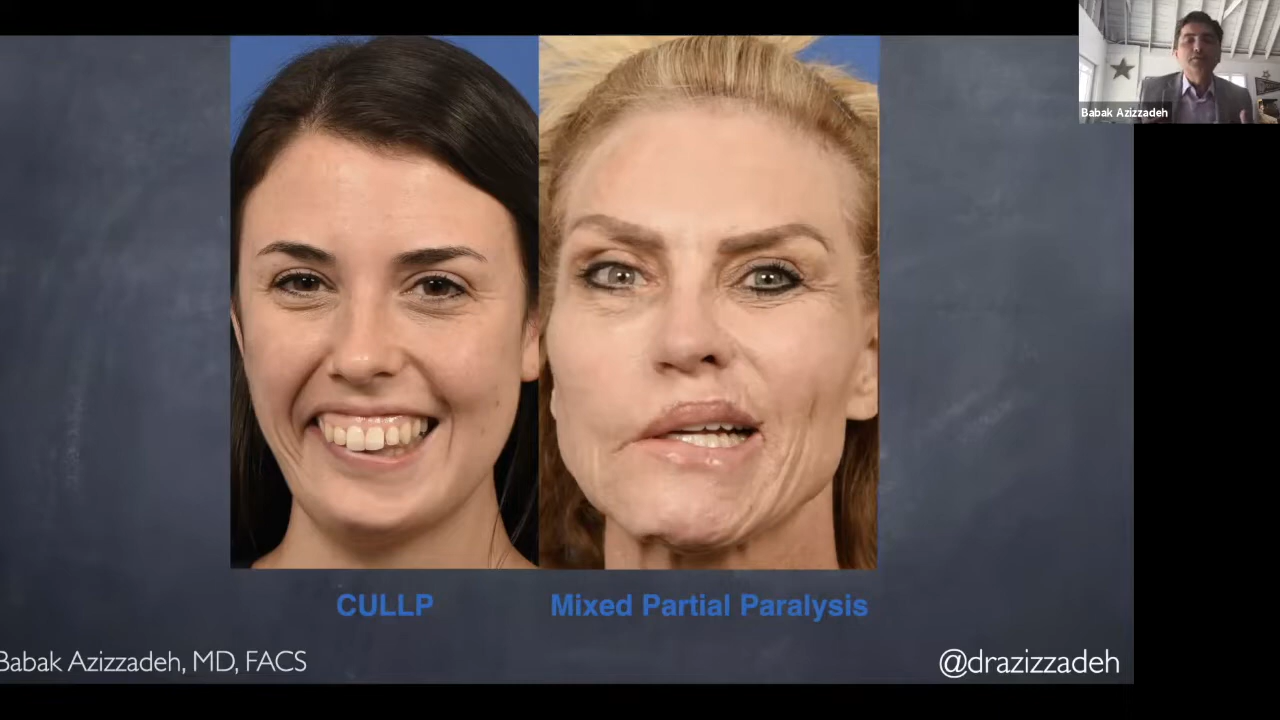 Babak Azizzadeh
CULLP
Mixed Partial Paralysis
Babak Azizzadeh, MD, FACS
@drazizzadeh